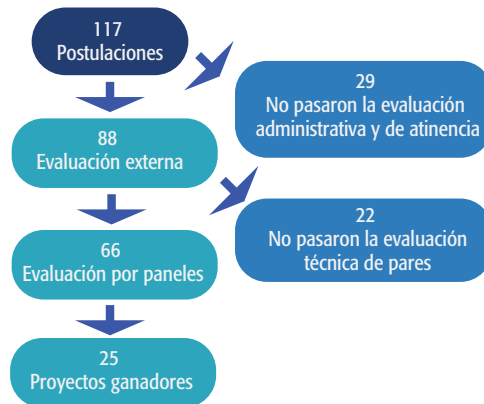 117
Postulaciones
29
No pasaron la evaluación
administrativa y de atinencia
88
Evaluación externa
22
No pasaron la evaluación
técnica de pares
66
Evaluación por paneles
25
Proyectos ganadores